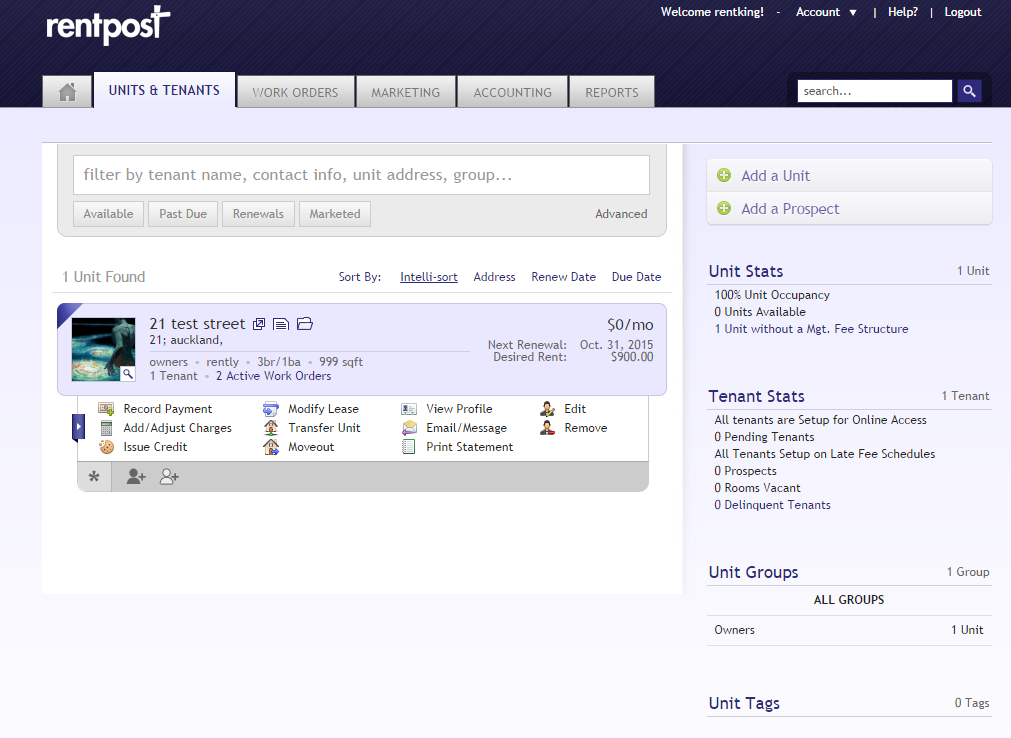 rentpost
Welcome rentking! - Account ▼ | Help? | Logout
UNITS & TENANTS WORK ORDERS MARKETING ACCOUNTING REPORTS
search...
filter by tenant name, contact info, unit address, group...
Available Past Due Renewals Marketed Advanced
1 Unit Found Sort By: Intelli-sort Address Renew Date Due Date
21 test street
21; auckland,
owners • rently • 3br/1ba • 999 sqft
1 Tenant • 2 Active Work Orders
$0/mo
Next Renewal: Oct. 31, 2015
Desired Rent: $900.00
Record Payment Modify Lease View Profile Edit
Add/Adjust Charges Transfer Unit Email/Message Remove
Issue Credit Moveout Print Statement
Add a Unit
Add a Prospect
Unit Stats 1 Unit
100% Unit Occupancy
0 Units Available
1 Unit without a Mgt. Fee Structure
Tenant Stats 1 Tenant
All tenants are Setup for Online Access
0 Pending Tenants
All Tenants Setup on Late Fee Schedules
0 Prospects
0 Rooms Vacant
0 Delinquent Tenants
Unit Groups 1 Group
ALL GROUPS
Owners 1 Unit
Unit Tags 0 Tags